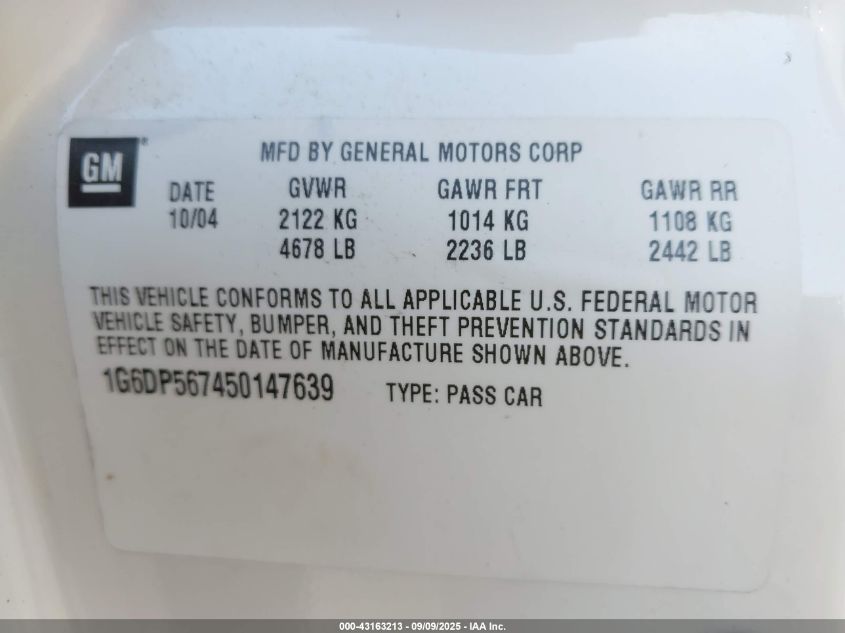 GM®
MFD BY GENERAL MOTORS CORP
DATE GVWR GAWR FRT GAWR RR
10/04 2122 KG 1014 KG 1108 KG
4678 LB 2236 LB 2442 LB
THIS VEHICLE CONFORMS TO ALL APPLICABLE U.S. FEDERAL MOTOR
VEHICLE SAFETY, BUMPER, AND THEFT PREVENTION STANDARDS IN
EFFECT ON THE DATE OF MANUFACTURE SHOWN ABOVE.
1G6DP567450147639 TYPE: PASS CAR
000-43163213 - 09/09/2025 - IAA Inc.